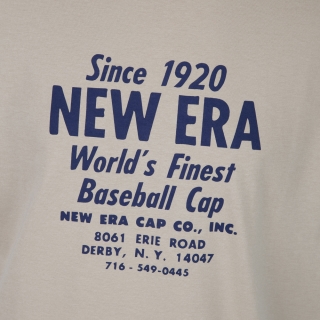 Since 1920
NEW ERA
World's Finest
Baseball Cap
NEW ERA CAP CO., INC.
8061 ERIE ROAD
DERBY, N. Y. 14047
716 - 549-0445